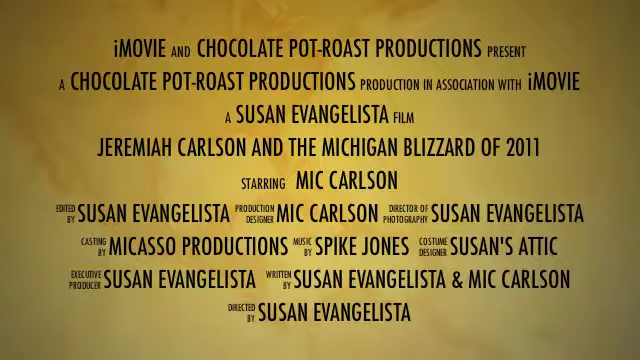 iMOVIE AND CHOCOLATE POT-ROAST PRODUCTIONS PRESENT
A CHOCOLATE POT-ROAST PRODUCTIONS PRODUCTION IN ASSOCIATION WITH iMOVIE
A SUSAN EVANGELISTA FILM
JEREMIAH CARLSON AND THE MICHIGAN BLIZZARD OF 2011
STARRING MIC CARLSON
EDITED BY SUSAN EVANGELISTA PRODUCTION DESIGNER MIC CARLSON DIRECTOR OF PHOTOGRAPHY SUSAN EVANGELISTA
CASTING BY MICASSO PRODUCTIONS MUSIC BY SPIKE JONES COSTUME DESIGNER SUSAN'S ATTIC
EXECUTIVE PRODUCER SUSAN EVANGELISTA WRITTEN BY SUSAN EVANGELISTA & MIC CARLSON
DIRECTED BY SUSAN EVANGELISTA